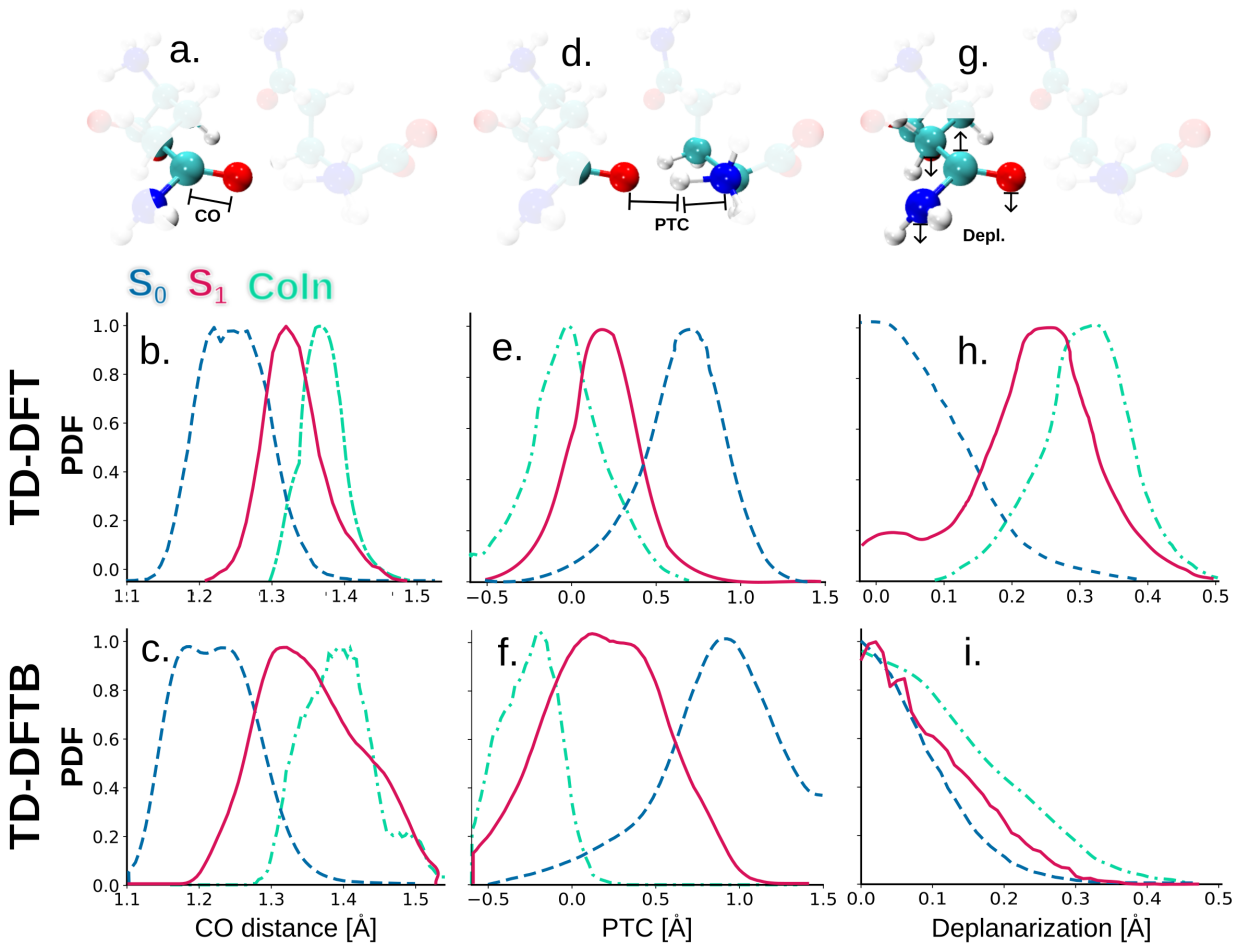 a. d. g.
CO PTC Depl.
S0 S1 CoIn
TD-DFT
PDF
b. e. h.
1.0
0.8
0.6
0.4
0.2
0.0
1.1 1.2 1.3 1.4 1.5
−0.5 0.0 0.5 1.0 1.5
0.0 0.1 0.2 0.3 0.4 0.5
TD-DFTB
PDF
c. f. i.
1.0
0.8
0.6
0.4
0.2
0.0
1.1 1.2 1.3 1.4 1.5
−0.5 0.0 0.5 1.0 1.5
0.0 0.1 0.2 0.3 0.4 0.5
CO distance [Å] PTC [Å] Deplanarization [Å]